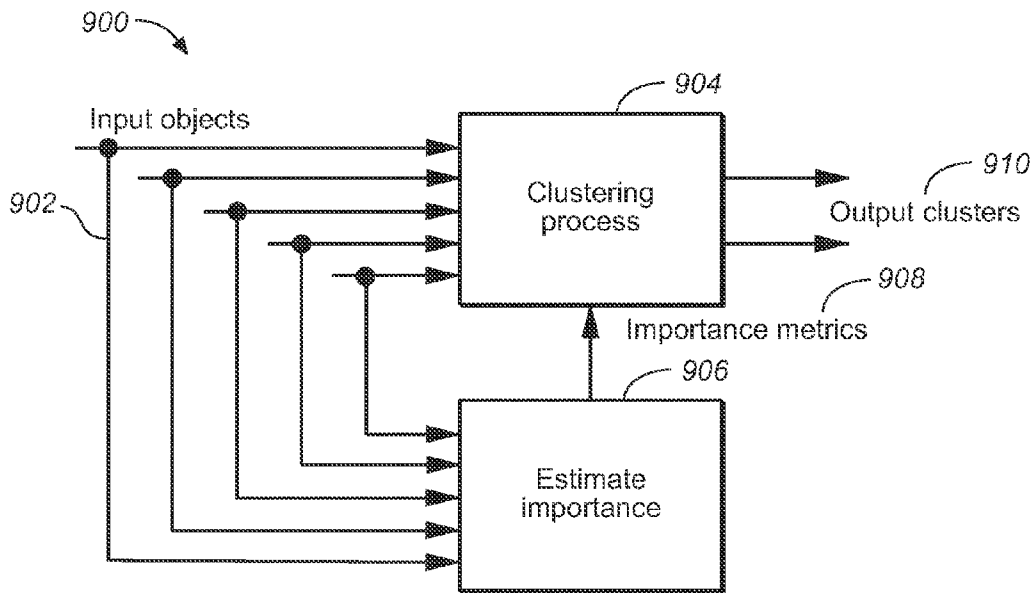 900
904
Input objects
910
902
Clustering
process
Output clusters
908
Importance metrics
906
Estimate
importance